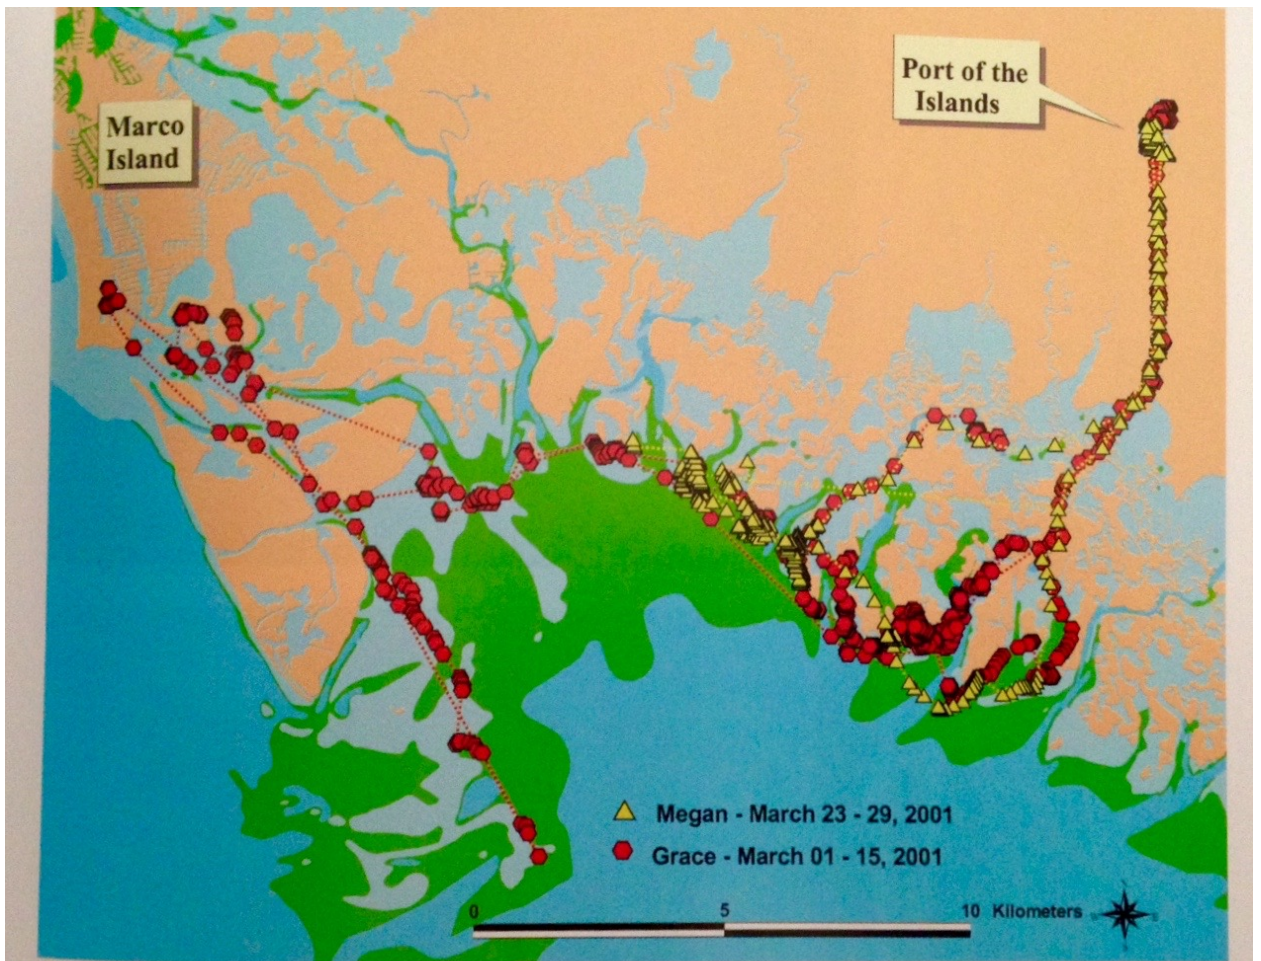 Port of the
Islands
Marco
Island
Megan - March 23 - 29, 2001
Grace - March 01 - 15, 2001
0 5 10 Kilometers